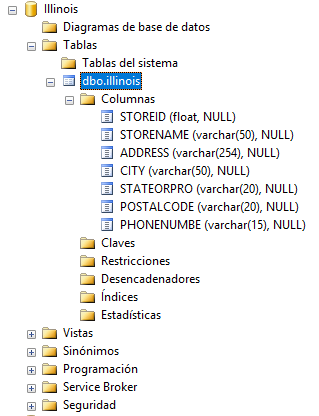 Illinois
Diagramas de base de datos
Tablas
Tablas del sistema
dbo.illinois
Columnas
STOREID (float, NULL)
STORENAME (varchar(50), NULL)
ADDRESS (varchar(254), NULL)
CITY (varchar(50), NULL)
STATEORPRO (varchar(20), NULL)
POSTALCODE (varchar(20), NULL)
PHONENUMBE (varchar(15), NULL)
Claves
Restricciones
Desencadenadores
Índices
Estadísticas
Vistas
Sinónimos
Programación
Service Broker
Seguridad